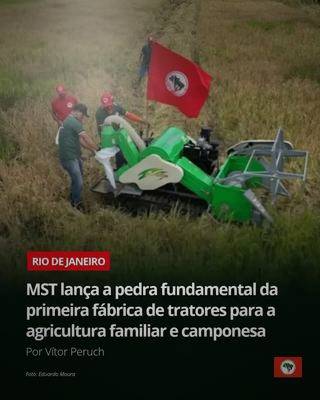 RIO DE JANEIRO
MST lança a pedra fundamental da
primeira fábrica de tratores para a
agricultura familiar e camponesa
Por Vítor Peruch
Foto: Eduardo Moura